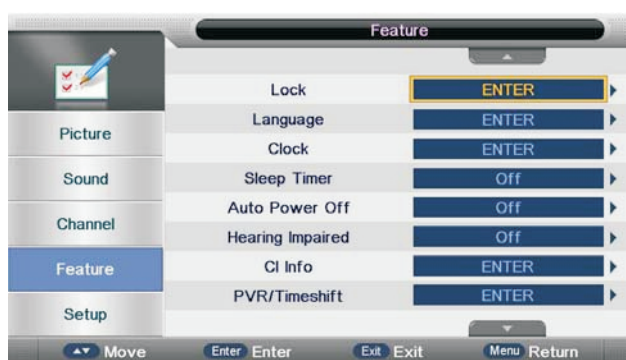 Feature
Lock ENTER
Language ENTER
Clock ENTER
Sleep Timer Off
Auto Power Off Off
Hearing Impaired Off
CI Info ENTER
PVR/Timeshift ENTER
Picture
Sound
Channel
Feature
Setup
Move Enter Enter Exit Exit Menu Return